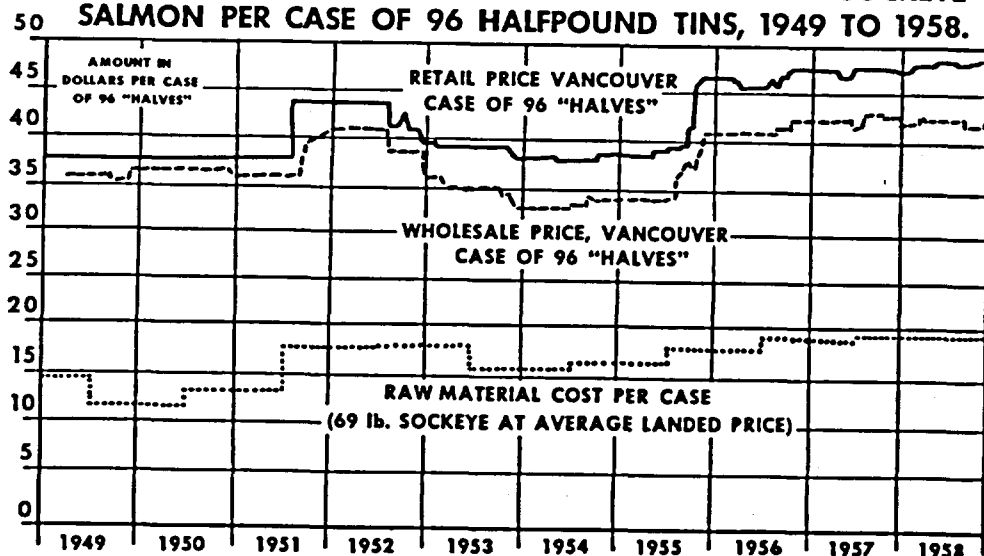 SALMON PER CASE OF 96 HALFPOUND TINS, 1949 TO 1958.
50
45
40
35
30
25
20
15
10
5
0
AMOUNT IN
DOLLARS PER CASE
OF 96 "HALVES"
RETAIL PRICE VANCOUVER
CASE OF 96 "HALVES"
WHOLESALE PRICE, VANCOUVER
CASE OF 96 "HALVES"
RAW MATERIAL COST PER CASE
(69 lb. SOCKEYE AT AVERAGE LANDED PRICE)
1949 1950 1951 1952 1953 1954 1955 1956 1957 1958